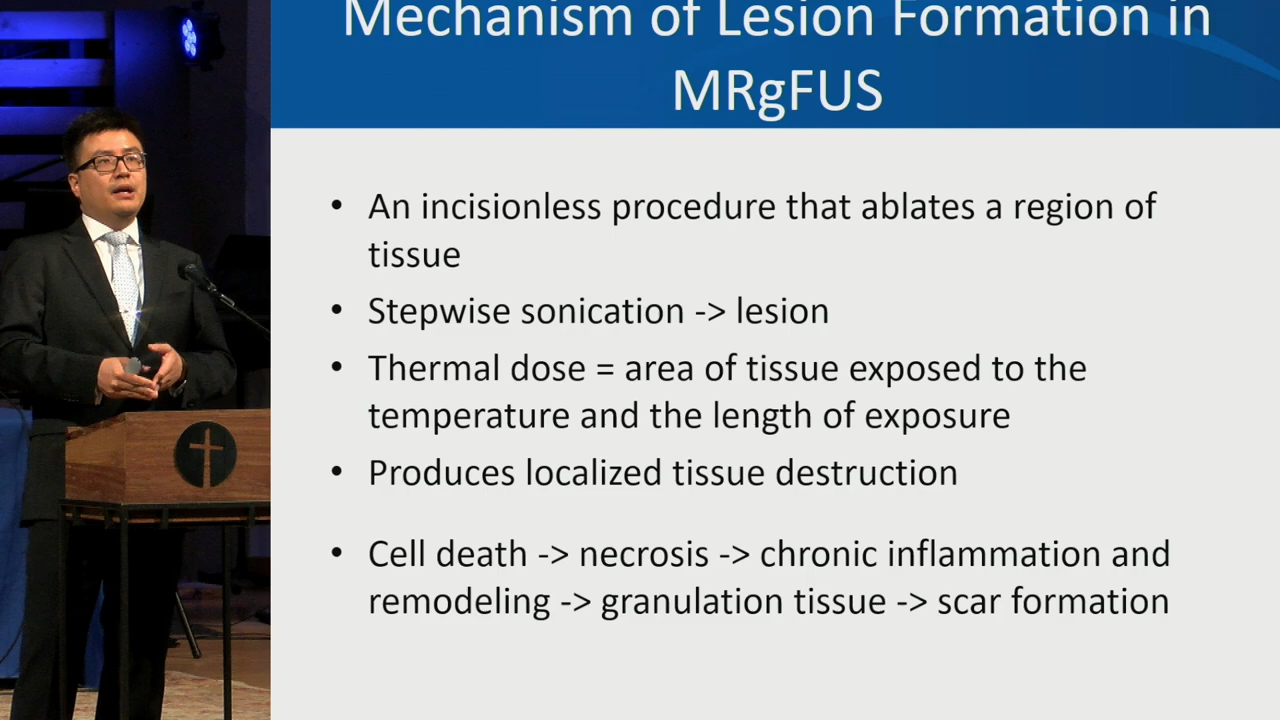 Mechanism of Lesion Formation in
MRgFUS
• An incisionless procedure that ablates a region of
tissue
• Stepwise sonication -> lesion
• Thermal dose = area of tissue exposed to the
temperature and the length of exposure
• Produces localized tissue destruction
• Cell death -> necrosis -> chronic inflammation and
remodeling -> granulation tissue -> scar formation